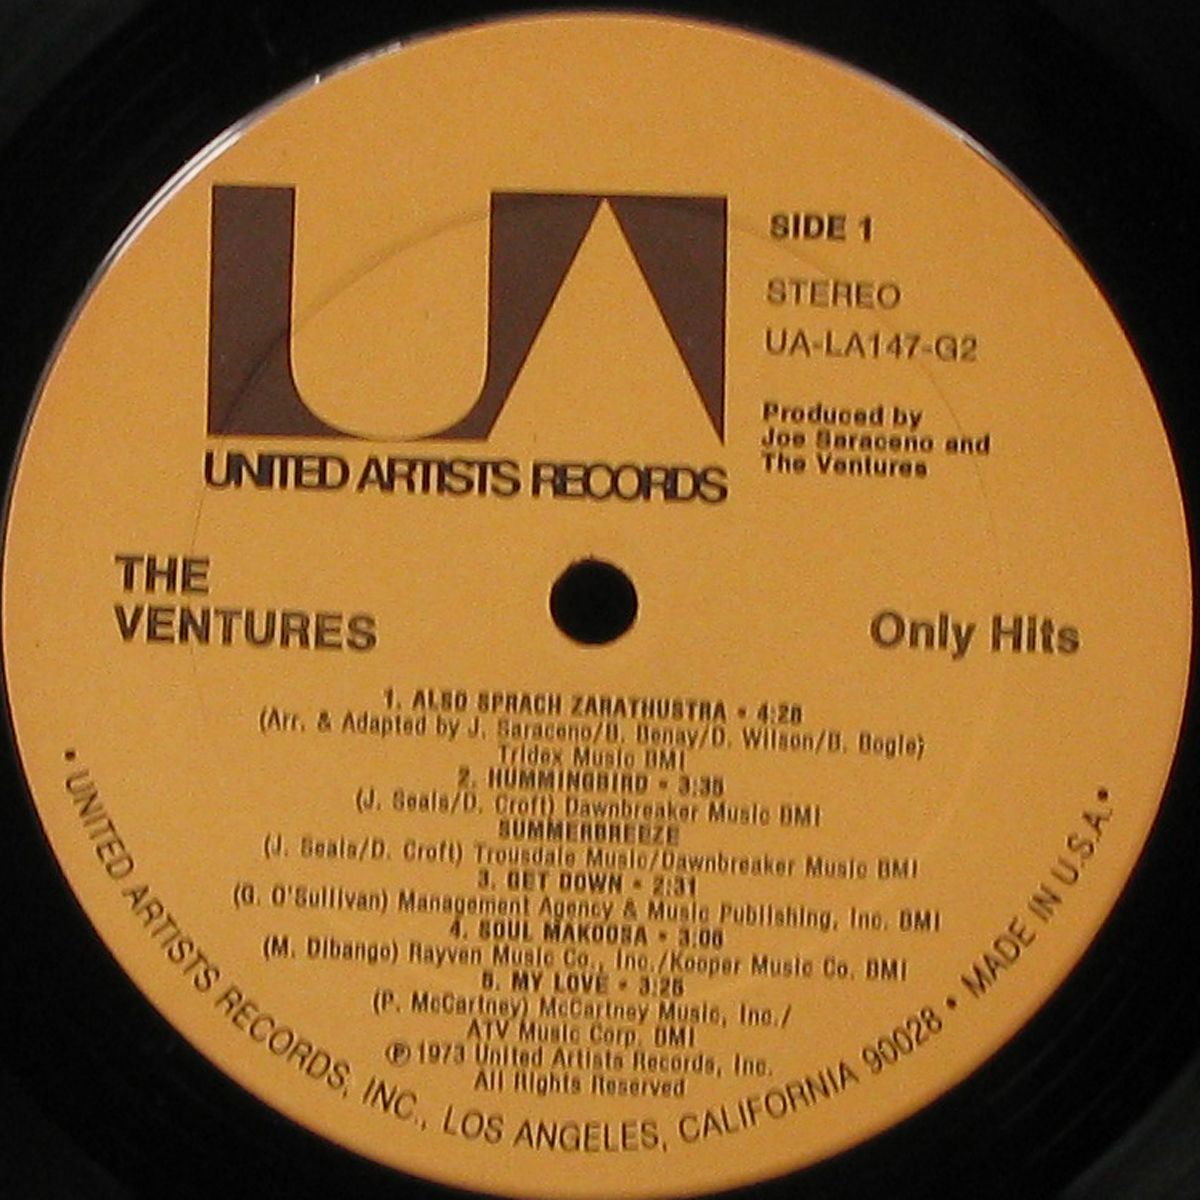 UNITED ARTISTS RECORDS
SIDE 1
STEREO
UA-LA147-G2
Produced by
Joe Saraceno and
The Ventures
THE
VENTURES
Only Hits
1. ALSO SPRACH ZARATHUSTRA • 4:28
(Arr. & Adapted by J. Saraceno/B. Benay/D. Wilson/B. Bogle)
Tridex Music BMI
2. HUMMINGBIRD • 3:35
(J. Seals/D. Croft) Dawnbreaker Music BMI
SUMMERBREEZE
(J. Seals/D. Croft) Trousdale Music/Dawnbreaker Music BMI
3. GET DOWN • 2:31
(G. O'Sullivan) Management Agency & Music Publishing, Inc. BMI
4. SOUL MAKOOSA • 3:06
(M. Dibango) Rayven Music Co., Inc./Kooper Music Co. BMI
5. MY LOVE • 3:25
(P. McCartney) McCartney Music, Inc./
ATV Music Corp. BMI
℗ 1973 United Artists Records, Inc.
All Rights Reserved
• UNITED ARTISTS RECORDS, INC., LOS ANGELES, CALIFORNIA 90028 • MADE IN U.S.A. •